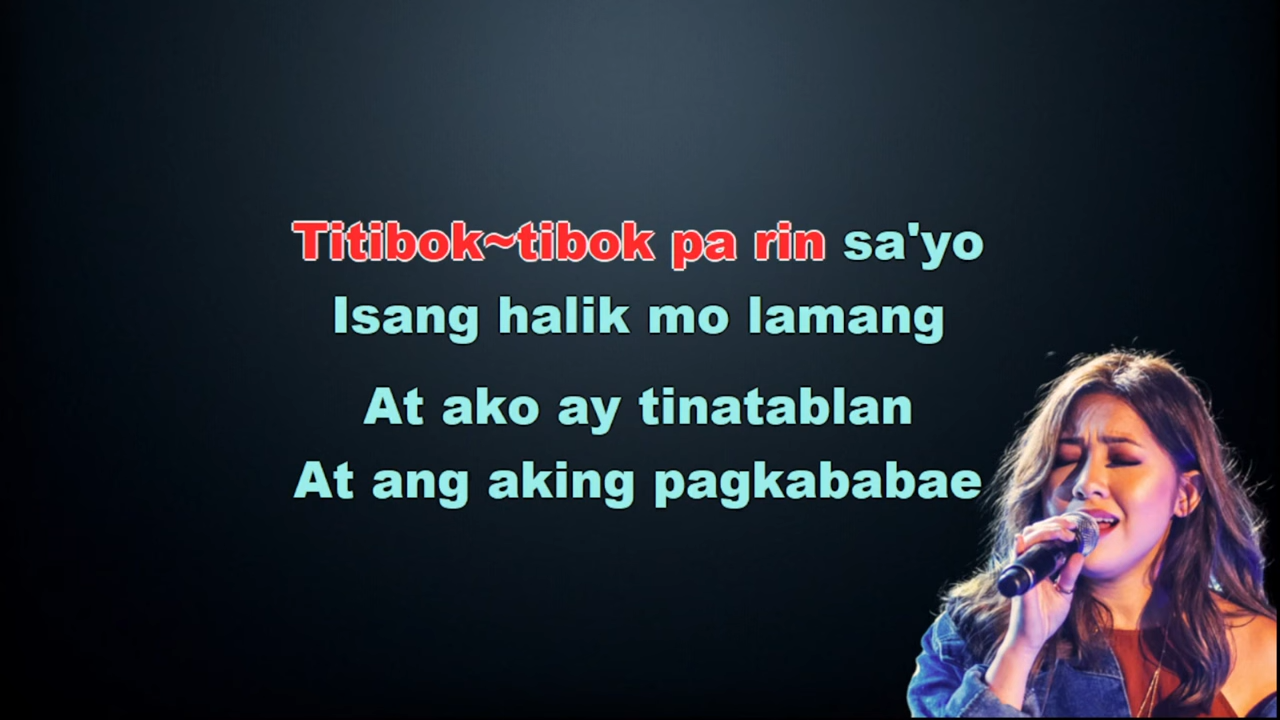 Titibok~tibok pa rin sa'yo
Isang halik mo lamang
At ako ay tinatablan
At ang aking pagkababae